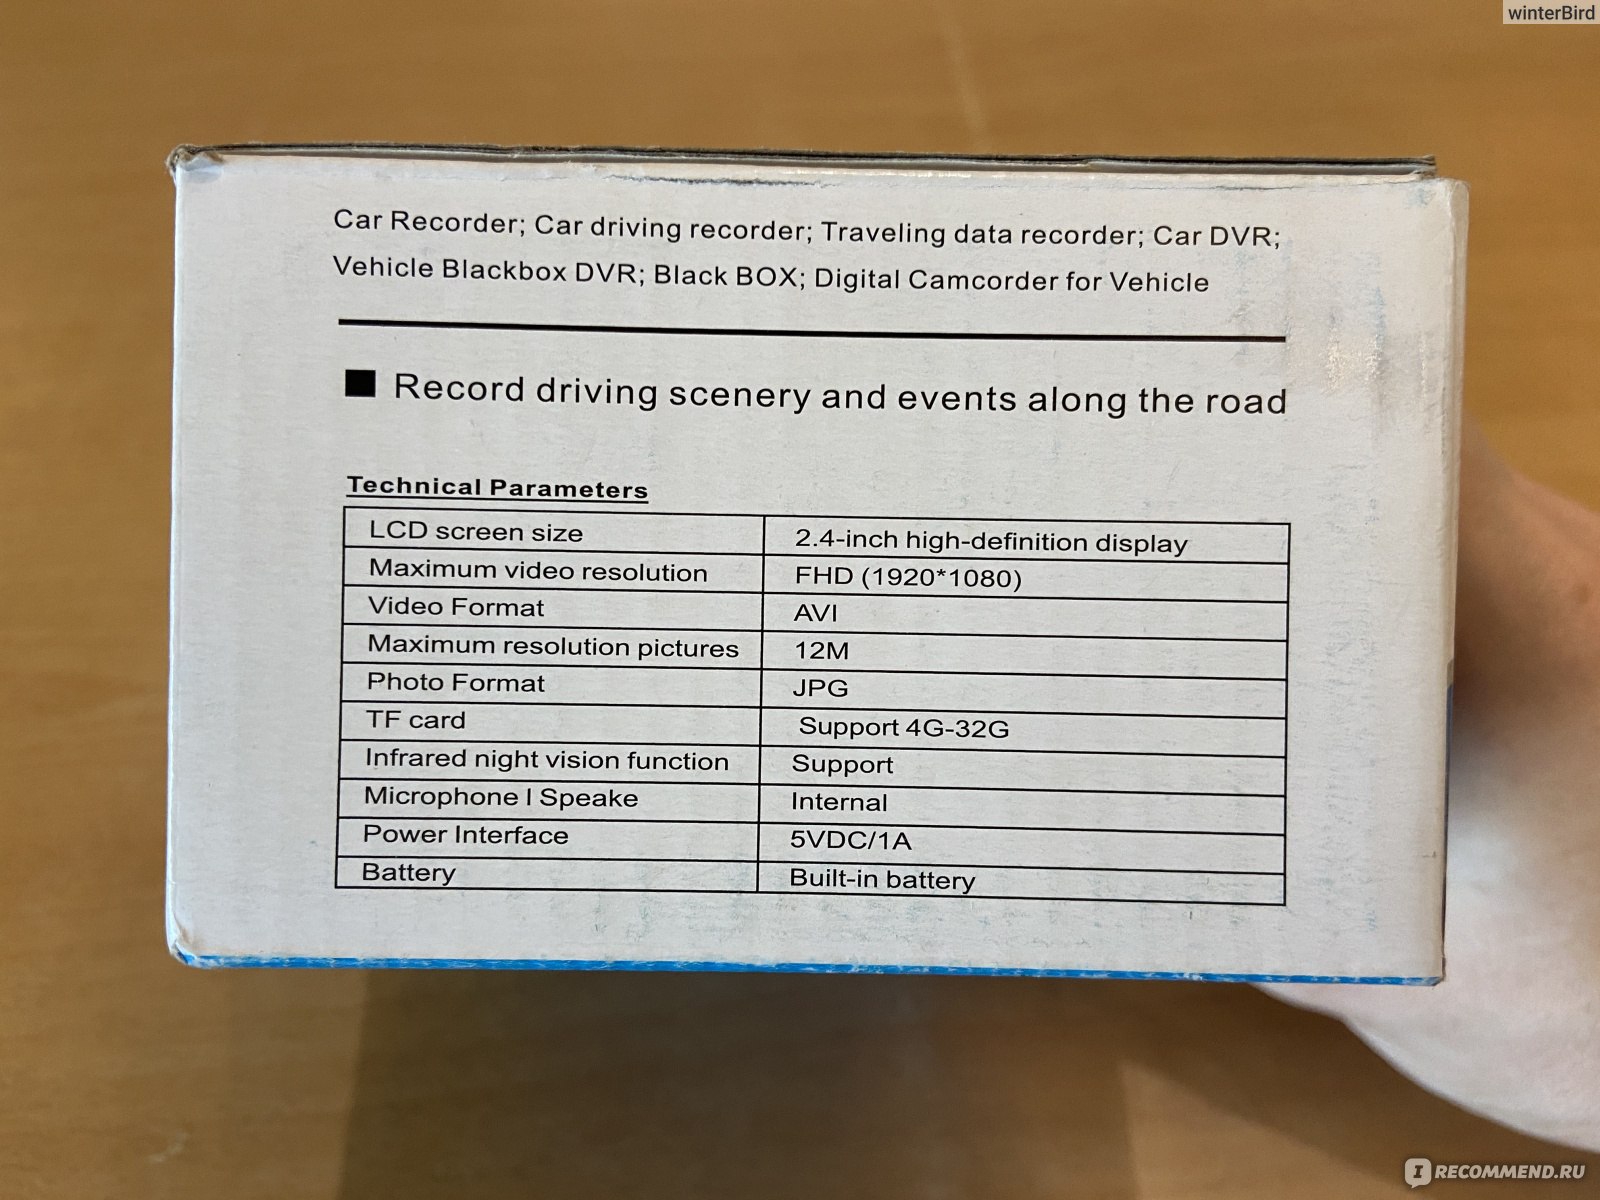 winterBird
Car Recorder; Car driving recorder; Traveling data recorder; Car DVR;
Vehicle Blackbox DVR; Black BOX; Digital Camcorder for Vehicle
■ Record driving scenery and events along the road
Technical Parameters
LCD screen size 2.4-inch high-definition display
Maximum video resolution FHD (1920*1080)
Video Format AVI
Maximum resolution pictures 12M
Photo Format JPG
TF card Support 4G-32G
Infrared night vision function Support
Microphone I Speake Internal
Power Interface 5VDC/1A
Battery Built-in battery
I RECOMMEND.RU